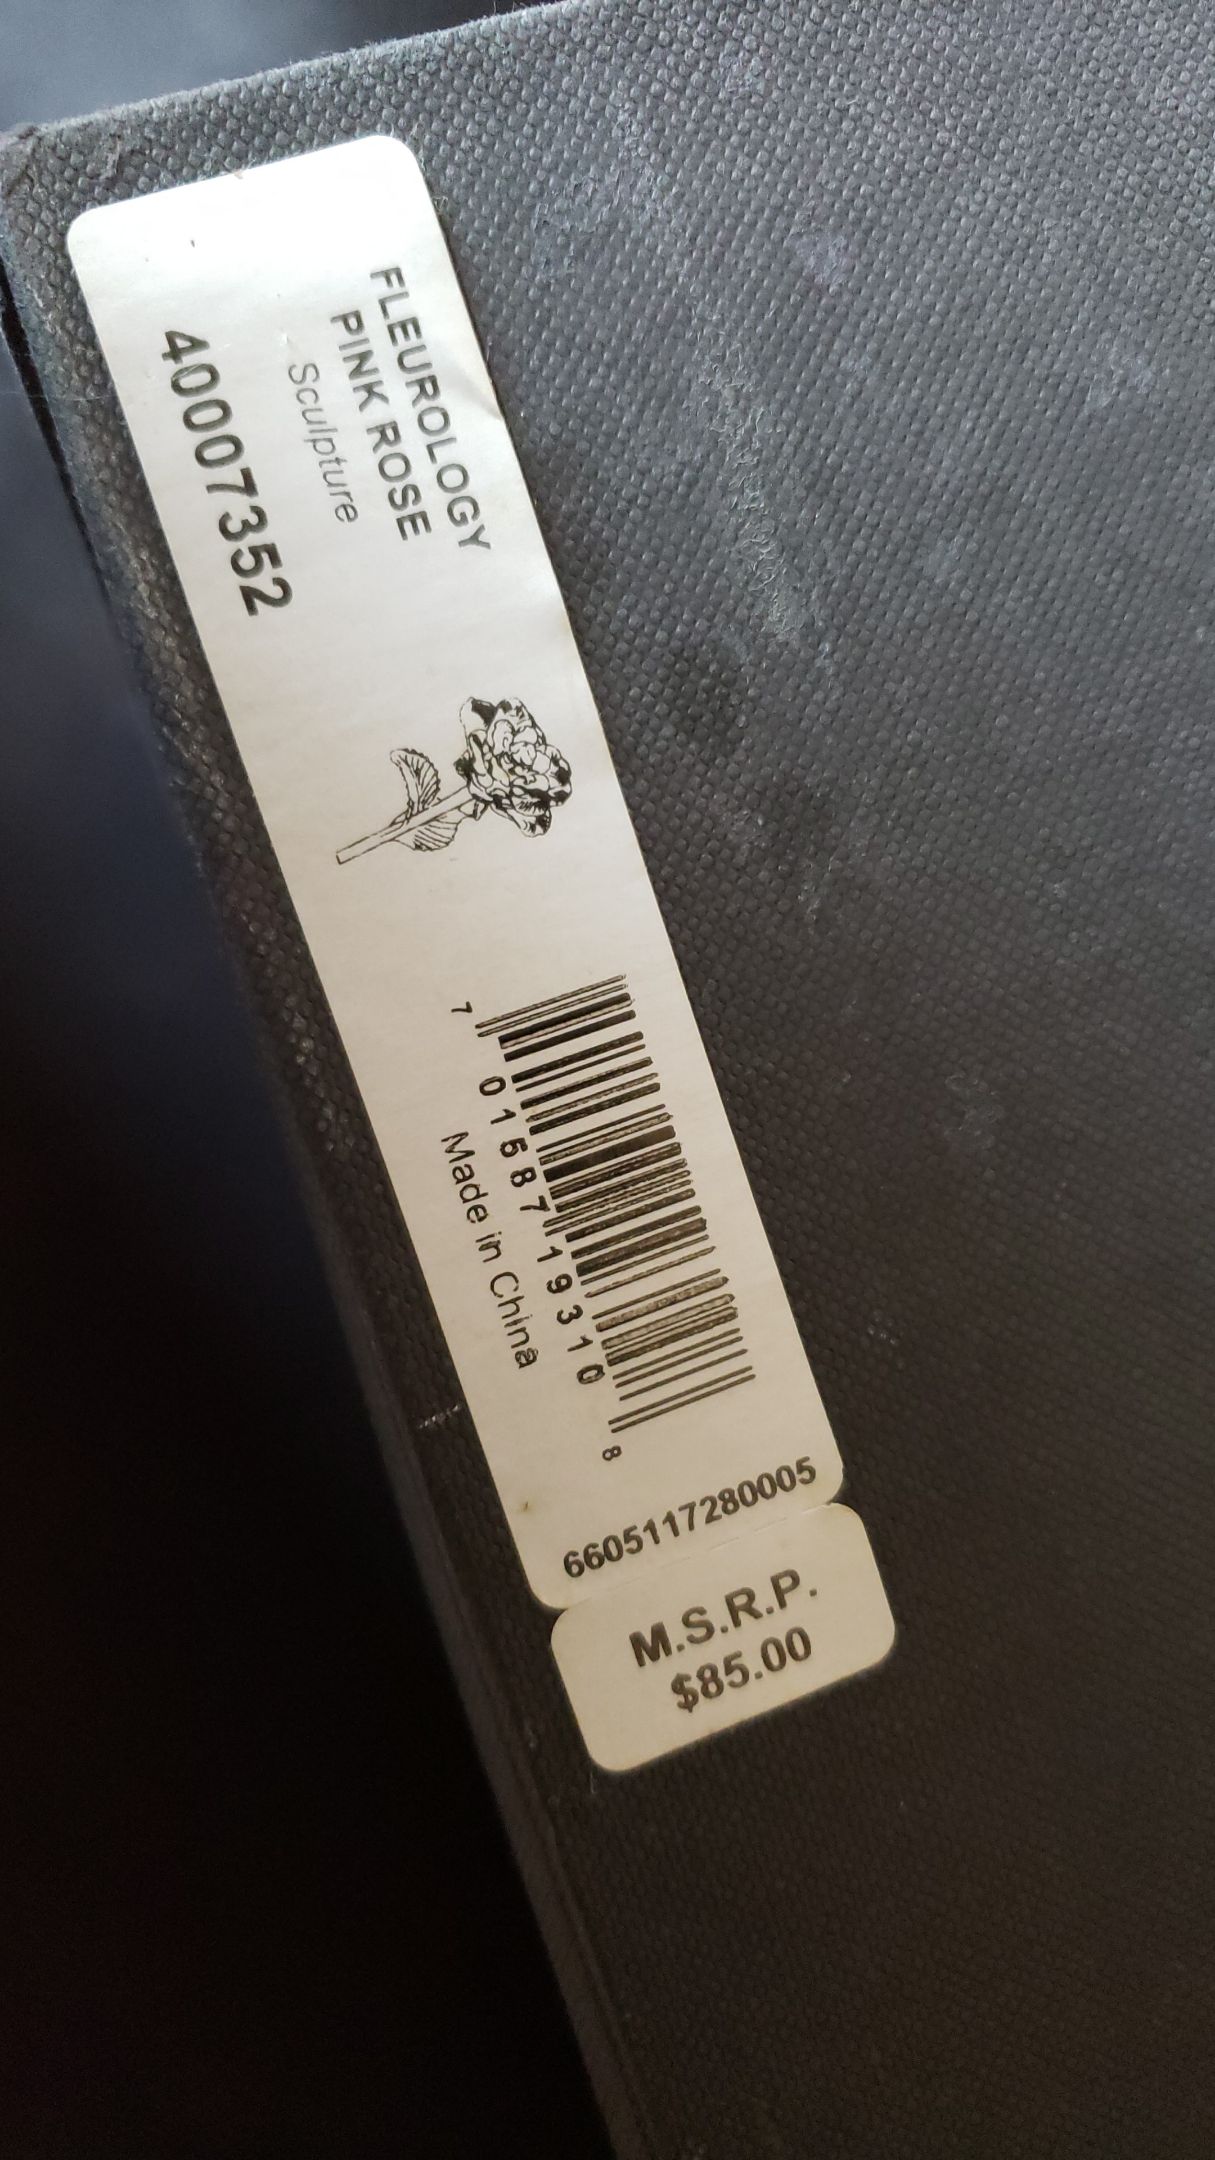 FLEUROLOGY
PINK ROSE
Sculpture
40007352
7 01587 19310 8
Made in China
6605117280005
M.S.R.P.
$85.00